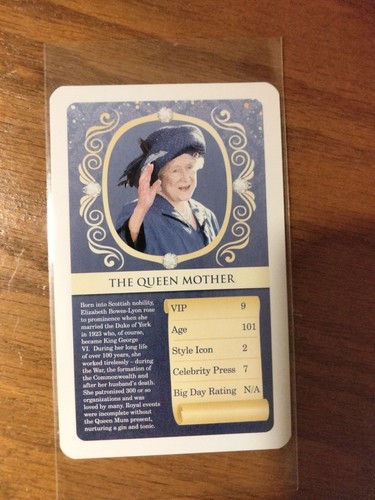 THE QUEEN MOTHER
Born into Scottish nobility,
Elizabeth Bowes-Lyon rose
to prominence when she
married the Duke of York
in 1923 who, of course,
became King George
VI. During her long life
of over 100 years, she
worked tirelessly – during
the War, the formation of
the Commonwealth and
after her husband's death.
She patronized 300 or so
organizations and was
loved by many. Royal events
were incomplete without
the Queen Mum present,
nurturing a gin and tonic.
VIP 9
Age 101
Style Icon 2
Celebrity Press 7
Big Day Rating N/A